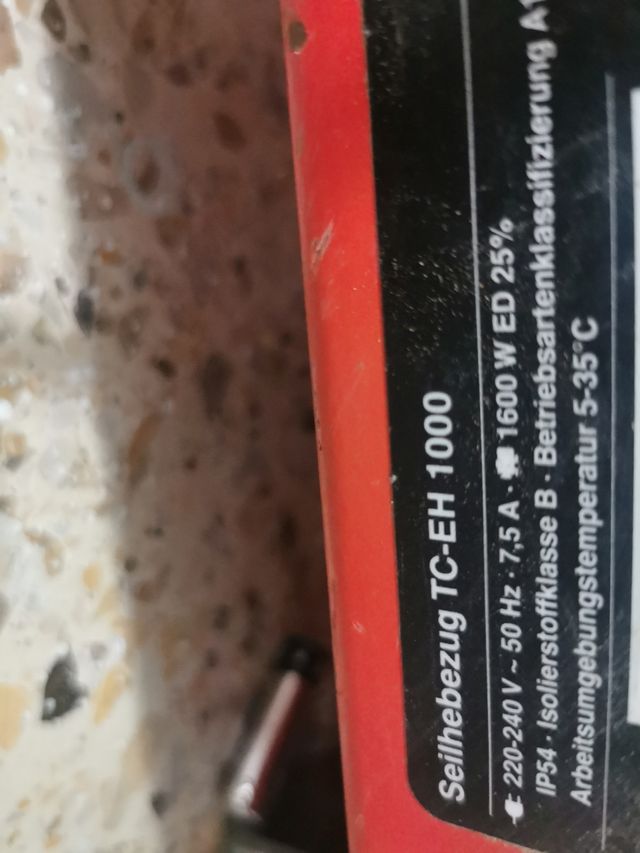 Seilhebezug TC-EH 1000
220-240 V ~ 50 Hz · 7,5 A · 1600 W ED 25%
IP54 · Isolierstoffklasse B · Betriebsartenklassifizierung A1
Arbeitsumgebungstemperatur 5-35°C